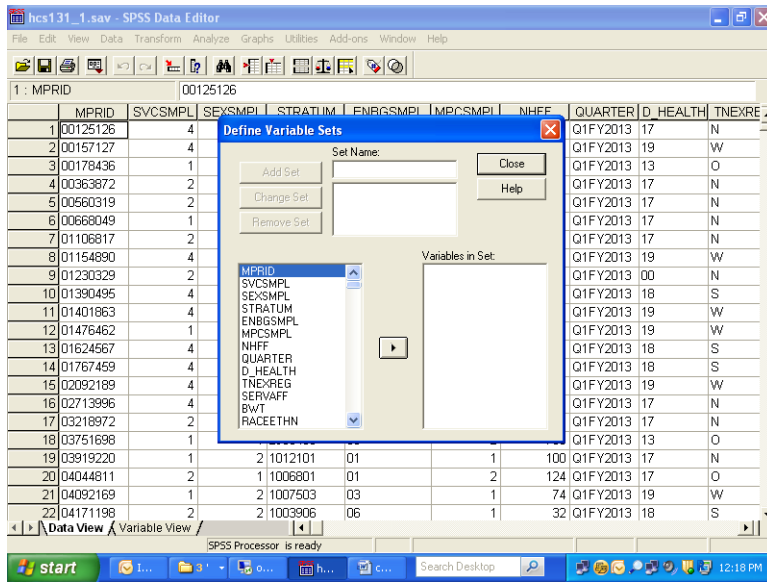 hcs131_1.sav - SPSS Data Editor
File Edit View Data Transform Analyze Graphs Utilities Add-ons Window Help
1 : MPRID 00125126
MPRID SVCSMPL SEXSMPL STRATUM ENBGSMPL MPCSMPL NHFF QUARTER D_HEALTH TNEXRE
1 00125126 4 Q1FY2013 17 N
2 00157127 4 Q1FY2013 19 W
3 00178436 1 Q1FY2013 13 O
4 00363872 2 Q1FY2013 17 N
5 00560319 2 Q1FY2013 17 N
6 00668049 1 Q1FY2013 17 N
7 01106817 2 Q1FY2013 17 N
8 01154890 4 Q1FY2013 19 W
9 01230329 2 Q1FY2013 00 N
10 01390495 4 Q1FY2013 18 S
11 01401863 4 Q1FY2013 19 W
12 01476462 1 Q1FY2013 19 W
13 01624567 4 Q1FY2013 18 S
14 01767459 4 Q1FY2013 18 S
15 02092189 4 Q1FY2013 19 W
16 02713996 4 Q1FY2013 17 N
17 03218972 2 Q1FY2013 17 N
18 03751698 1 Q1FY2013 13 O
19 03919220 1 2 1012101 01 1 100 Q1FY2013 17 N
20 04044811 2 1 1006801 01 2 124 Q1FY2013 17 O
21 04092169 1 2 1007503 03 1 74 Q1FY2013 19 W
22 04171198 2 2 1003906 06 1 32 Q1FY2013 18 S
Define Variable Sets
Set Name:
Add Set
Change Set
Remove Set
Close
Help
Variables in Set:
MPRID
SVCSMPL
SEXSMPL
STRATUM
ENBGSMPL
MPCSMPL
NHFF
QUARTER
D_HEALTH
TNEXREG
SERVAFF
BWT
RACEETHN
Data View Variable View
SPSS Processor is ready
start I... 3 o... h... c... Search Desktop 12:18 PM